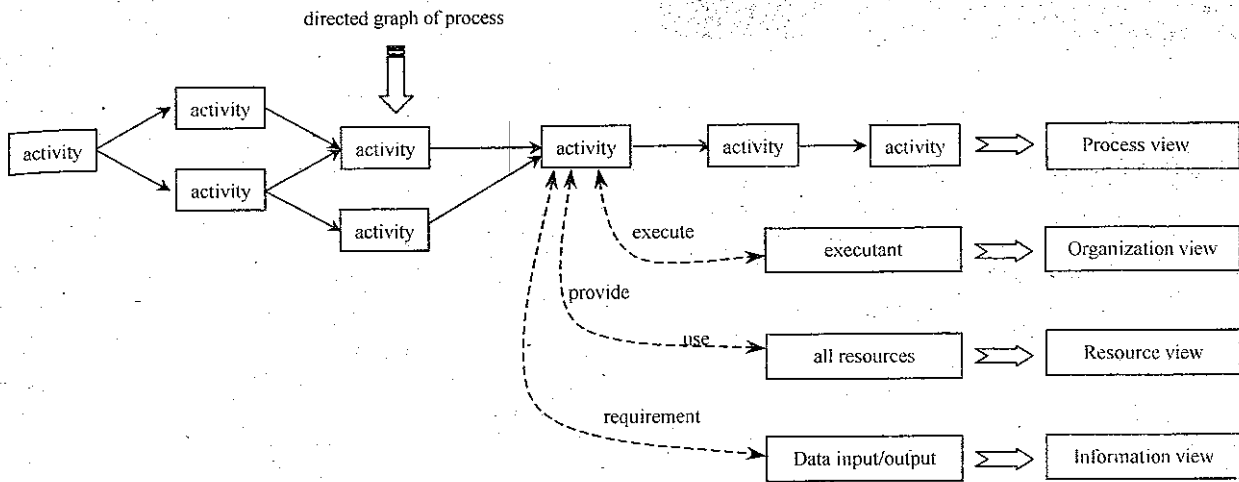 directed graph of process
activity
activity
activity
activity
activity
activity
activity
activity
Process view
execute
executant
Organization view
provide
use
all resources
Resource view
requirement
Data input/output
Information view